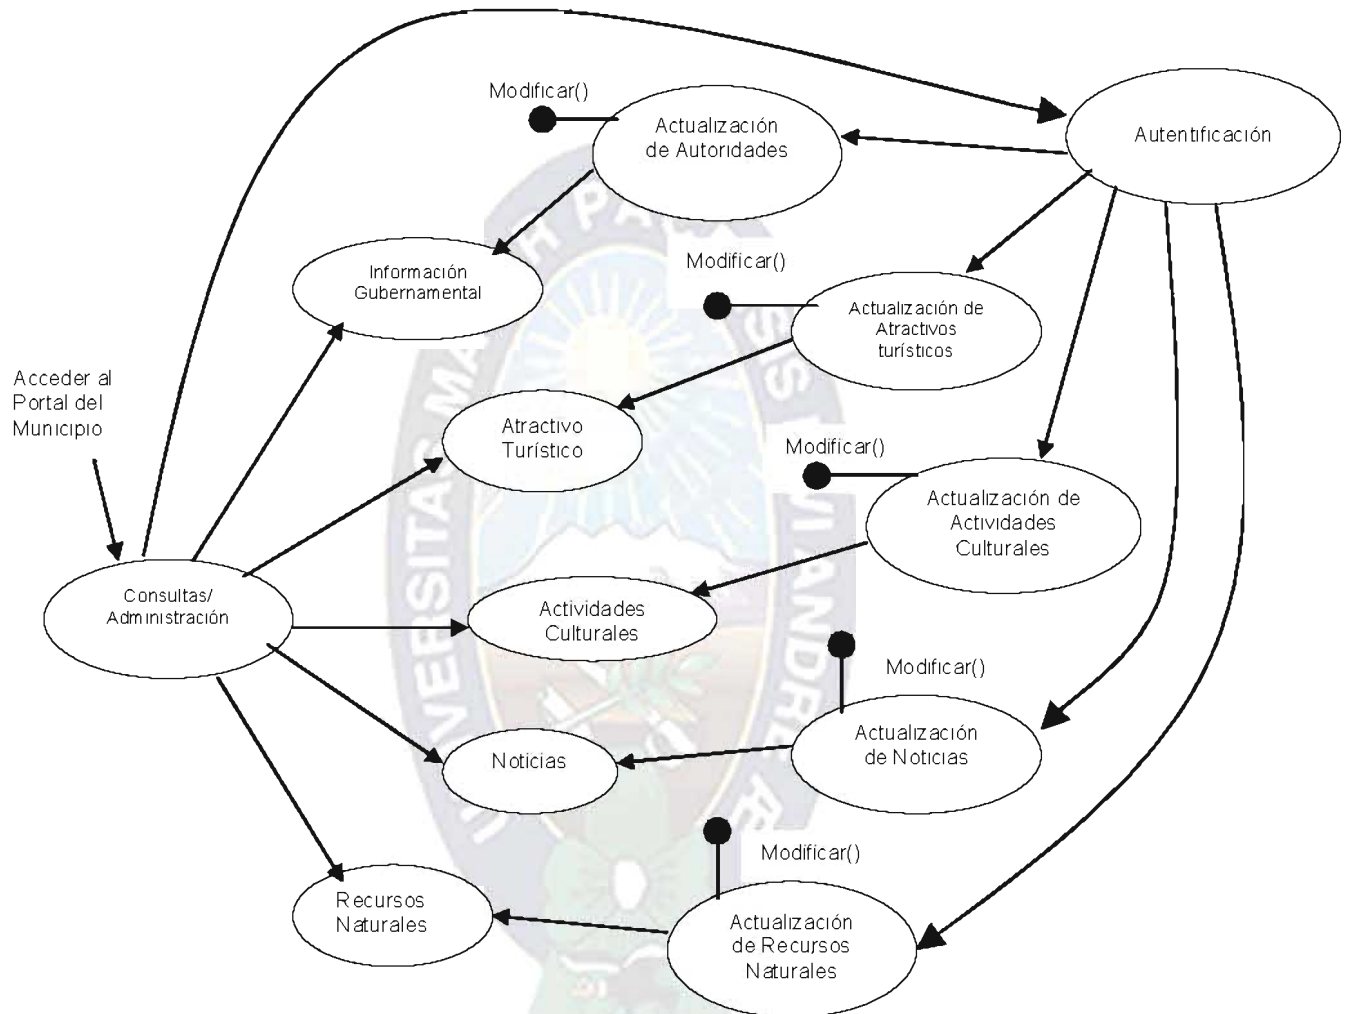 Modificar()
Actualización
de Autoridades
Autentificación
Información
Gubernamental
Modificar()
Actualización de
Atractivos
turísticos
Acceder al
Portal del
Municipio
Atractivo
Turístico
Modificar()
Actualización de
Actividades
Culturales
Consultas/
Administración
Actividades
Culturales
Modificar()
Actualización
de Noticias
Noticias
Modificar()
Recursos
Naturales
Actualización
de Recursos
Naturales